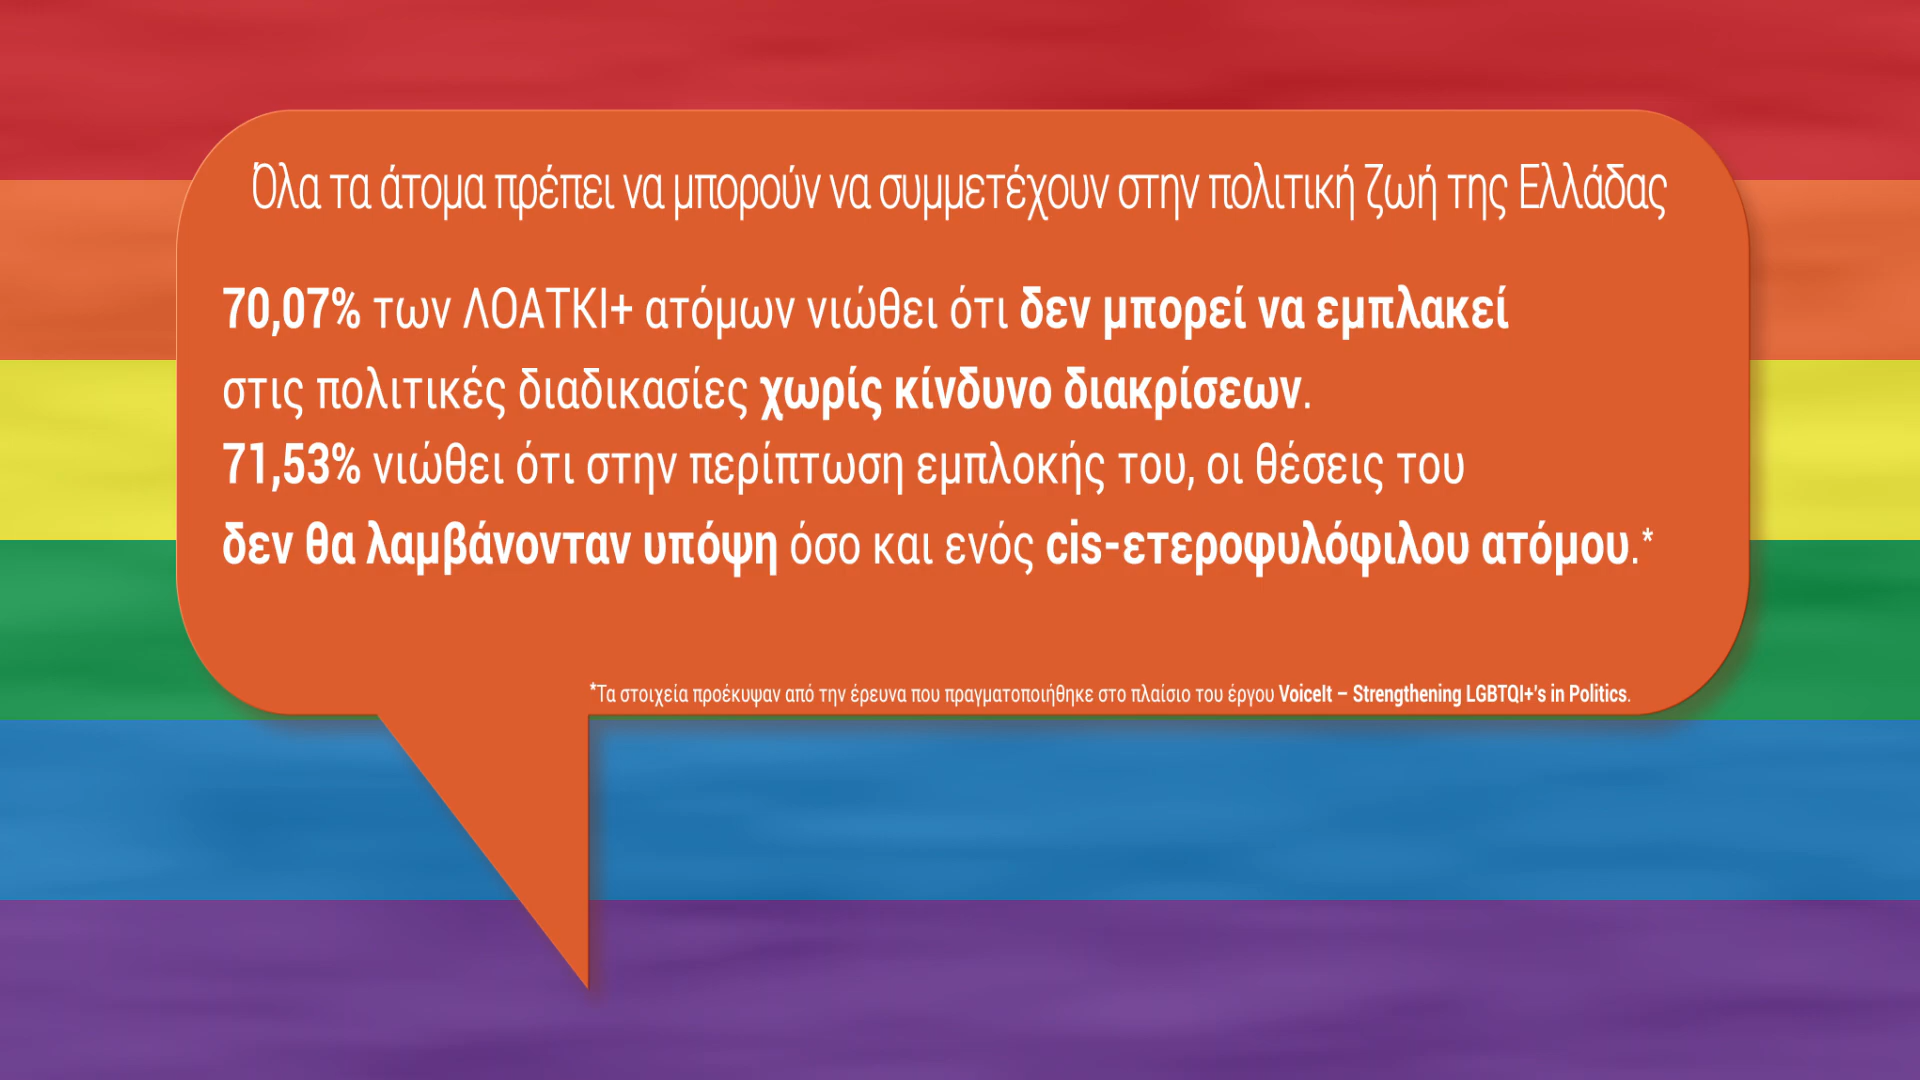 Όλα τα άτομα πρέπει να μπορούν να συμμετέχουν στην πολιτική ζωή της Ελλάδας
70,07% των ΛΟΑΤΚΙ+ ατόμων νιώθει ότι δεν μπορεί να εμπλακεί
στις πολιτικές διαδικασίες χωρίς κίνδυνο διακρίσεων.
71,53% νιώθει ότι στην περίπτωση εμπλοκής του, οι θέσεις του
δεν θα λαμβάνονταν υπόψη όσο και ενός cis-ετεροφυλόφιλου ατόμου.*
*Τα στοιχεία προέκυψαν από την έρευνα που πραγματοποιήθηκε στο πλαίσιο του έργου VoiceIt – Strengthening LGBTQI+'s in Politics.